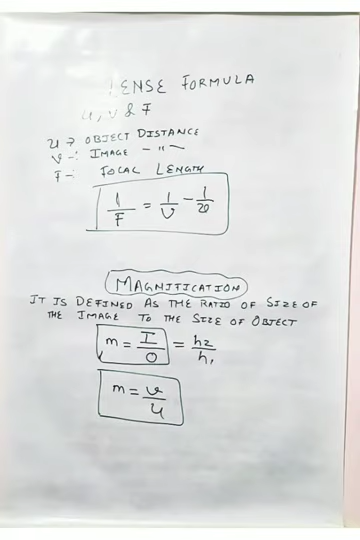 LENSE FORMULA
u, v & F
u → OBJECT DISTANCE
v -: IMAGE - " -
F -: FOCAL LENGTH
1/F = 1/v - 1/u
MAGNIFICATION
IT IS DEFINED AS THE RATIO OF SIZE OF
THE IMAGE TO THE SIZE OF OBJECT
m = I/O = h2/h1
m = v/u